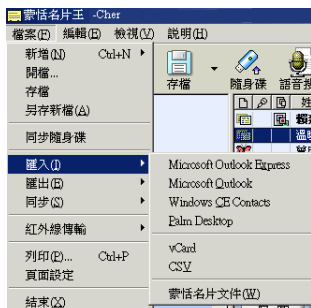 蒙恬名片王 -Cher
檔案(F) 編輯(E) 檢視(V) 說明(H)
新增(N) Ctrl+N
開檔...
存檔
另存新檔(A)
同步隨身碟
匯入(I)
匯出(E)
同步(S)
紅外線傳輸
列印(P)... Ctrl+P
頁面設定
結束(X)
存檔 隨身碟 語音
姓
Microsoft Outlook Express
Microsoft Outlook
Windows CE Contacts
Palm Desktop
vCard
CSV
蒙恬名片文件(W)